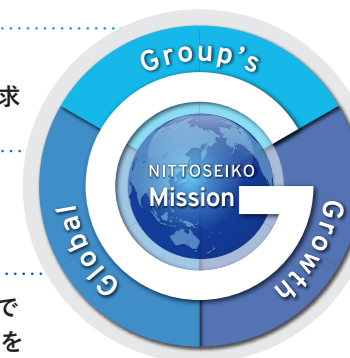 Group's
求
NITTOSEIKO
Mission
Global
Growth
で
を